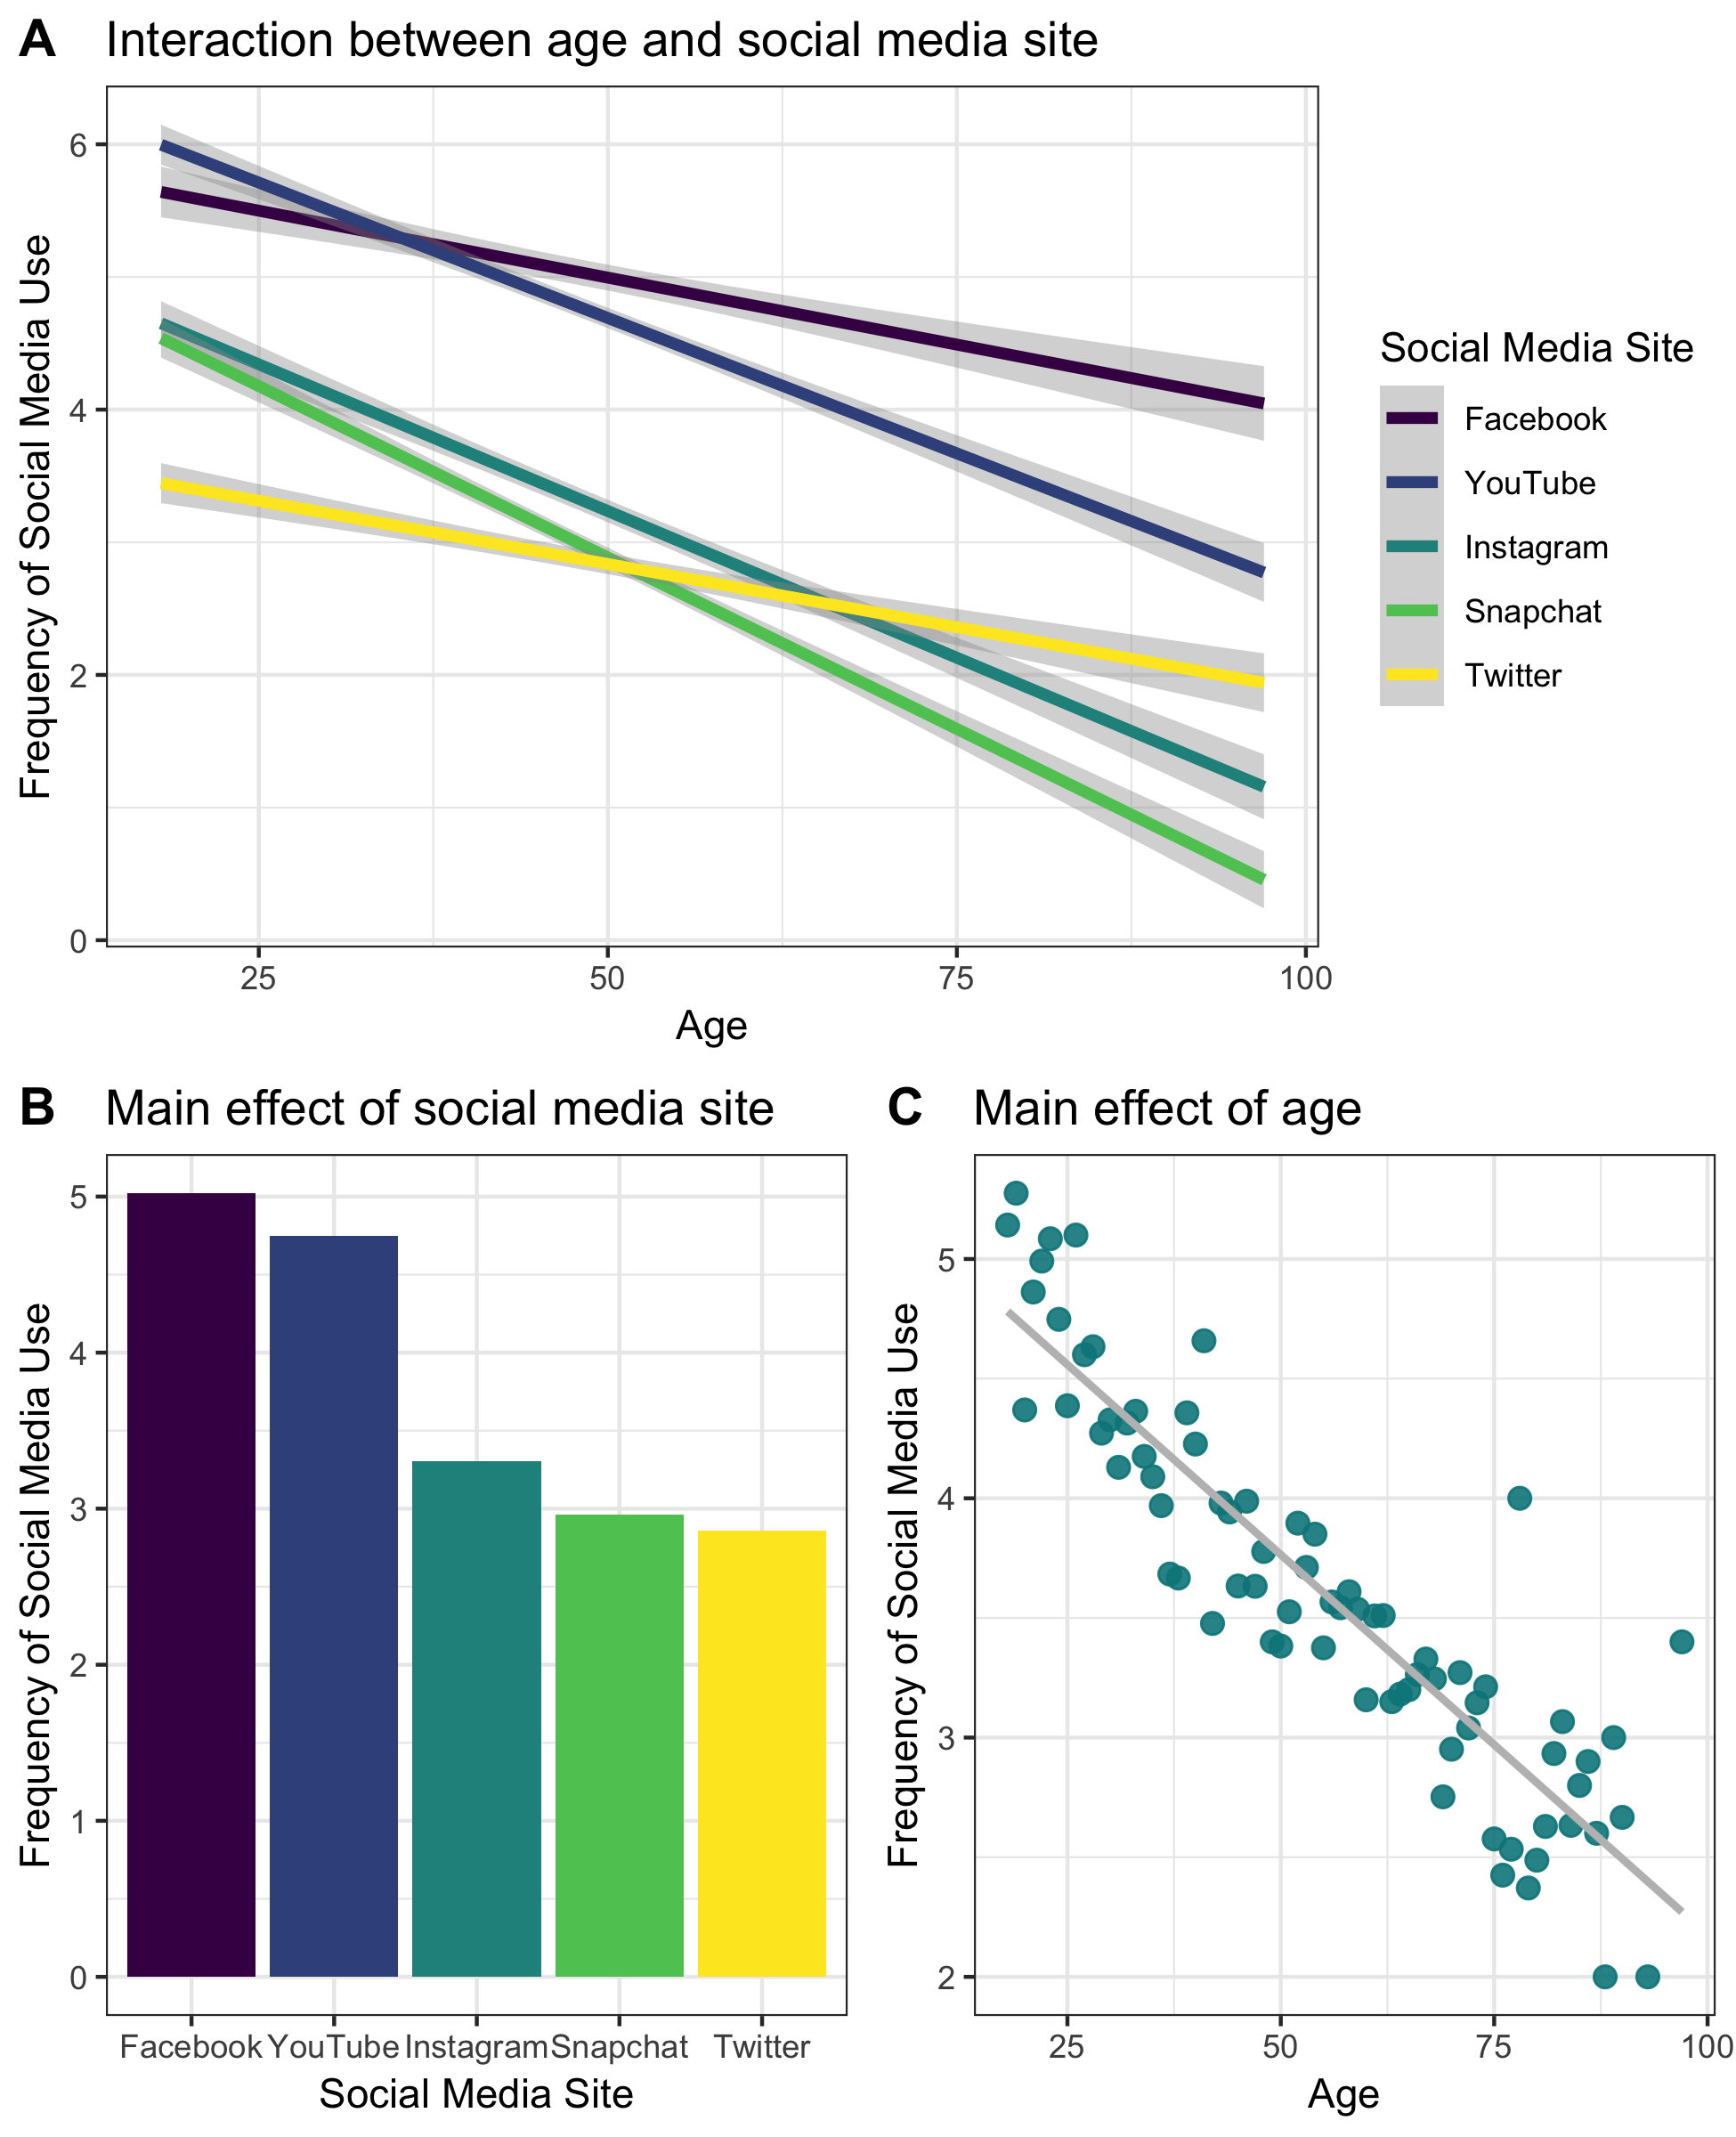 A Interaction between age and social media site
Frequency of Social Media Use
6
4
2
0
25 50 75 100
Age
Social Media Site
Facebook
YouTube
Instagram
Snapchat
Twitter
B Main effect of social media site
Frequency of Social Media Use
5
4
3
2
1
0
Facebook YouTube Instagram Snapchat Twitter
Social Media Site
C Main effect of age
Frequency of Social Media Use
5
4
3
2
25 50 75 100
Age